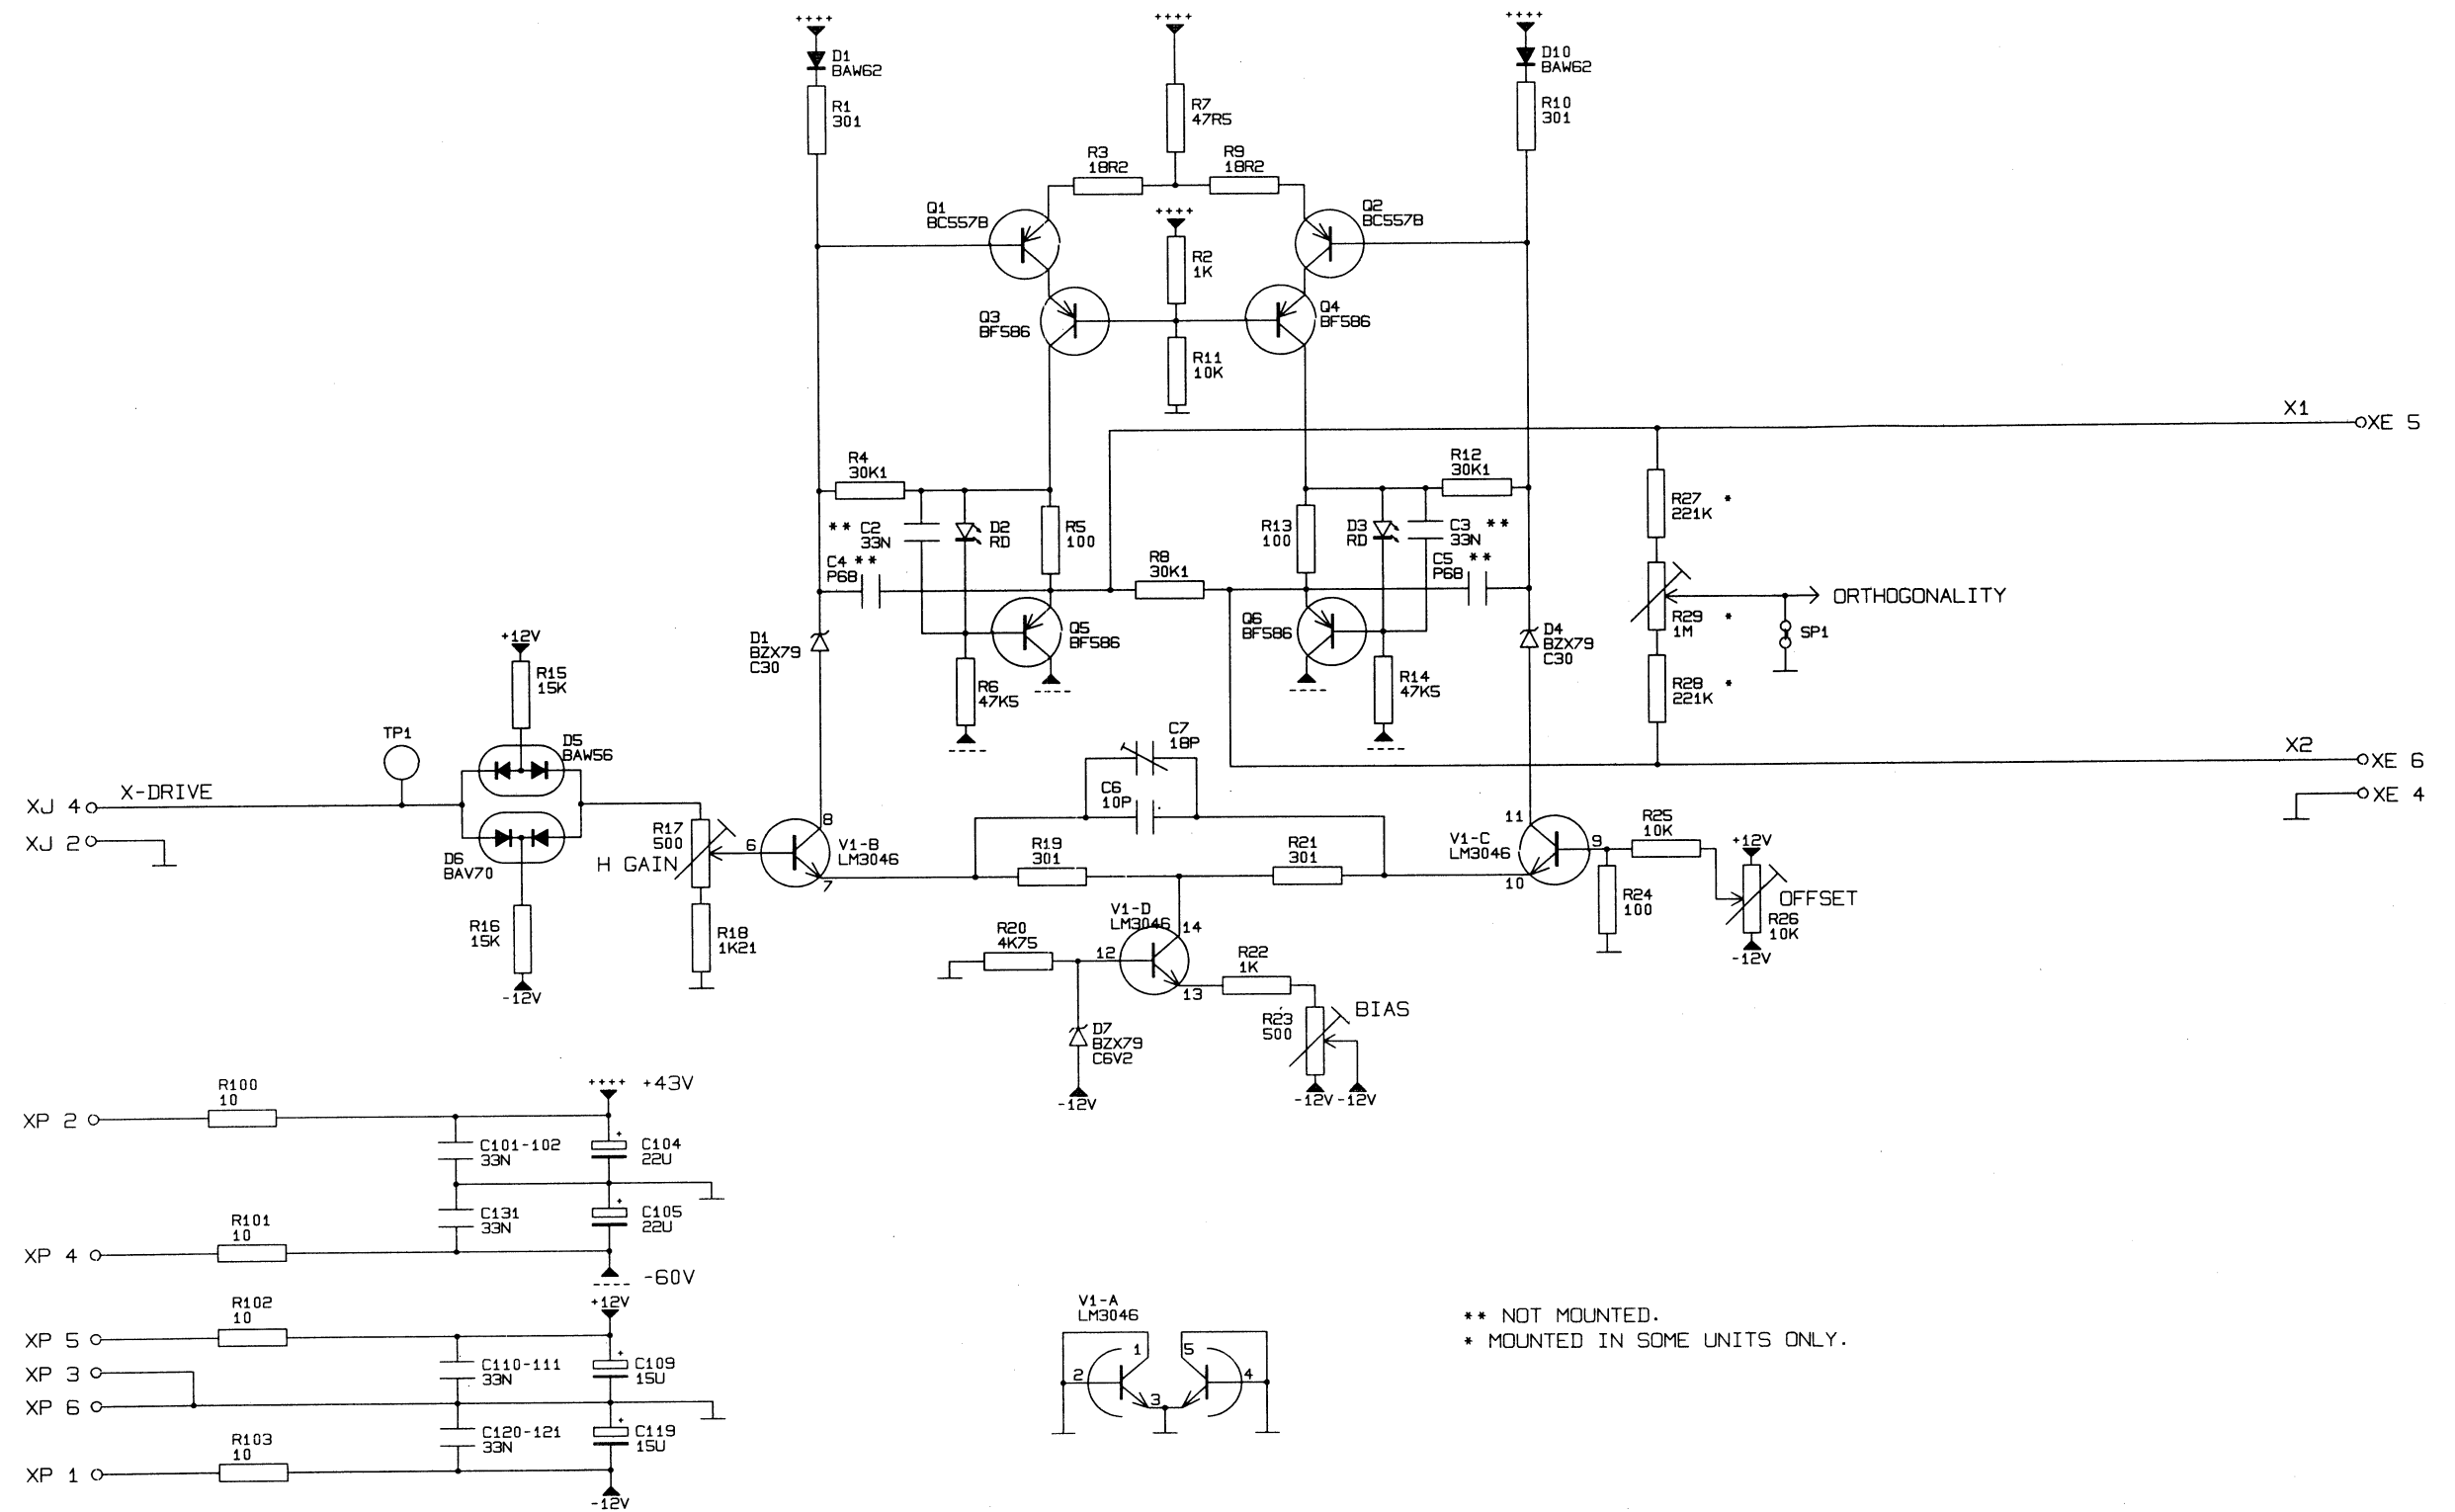 ++++
++++
++++
D1
BAW62
D10
BAW62
R1
301
R7
47R5
R10
301
R3
18R2
R9
18R2
Q1
BC557B
++++
Q2
BC557B
R2
1K
Q3
BF586
Q4
BF586
R11
10K
X1
XE 5
R4
30K1
R12
30K1
** C2
33N
D2
RD
R5
100
R13
100
D3
RD
C3 **
33N
R27 *
221K
C4 **
P68
R8
30K1
C5 **
P68
ORTHOGONALITY
R29 *
1M
SP1
D1
BZX79
C30
Q5
BF586
Q6
BF586
D4
BZX79
C30
+12V
R15
15K
R6
47K5
----
----
R14
47K5
R28 *
221K
----
----
TP1
D5
BAW56
C7
18P
X2
XE 6
XJ 4
X-DRIVE
C6
10P
XE 4
XJ 2
R17
500
H GAIN
D6
BAV70
6
8
7
V1-B
LM3046
R19
301
R21
301
11
V1-C
LM3046
10
9
R25
10K
+12V
R24
100
OFFSET
R26
10K
-12V
R16
15K
-12V
R18
1K21
V1-D
LM3046
14
R20
4K75
12
13
R22
1K
R23
500
BIAS
D7
BZX79
C6V2
-12V
-12V -12V
R100
10
++++ +43V
XP 2
C101-102
33N
C104
+
22U
C131
33N
C105
+
22U
R101
10
XP 4
---- -60V
R102
10
+12V
XP 5
XP 3
C110-111
33N
C109
+
15U
XP 6
C120-121
33N
C119
+
15U
R103
10
XP 1
-12V
V1-A
LM3046
1
2
3
5
4
** NOT MOUNTED.
* MOUNTED IN SOME UNITS ONLY.